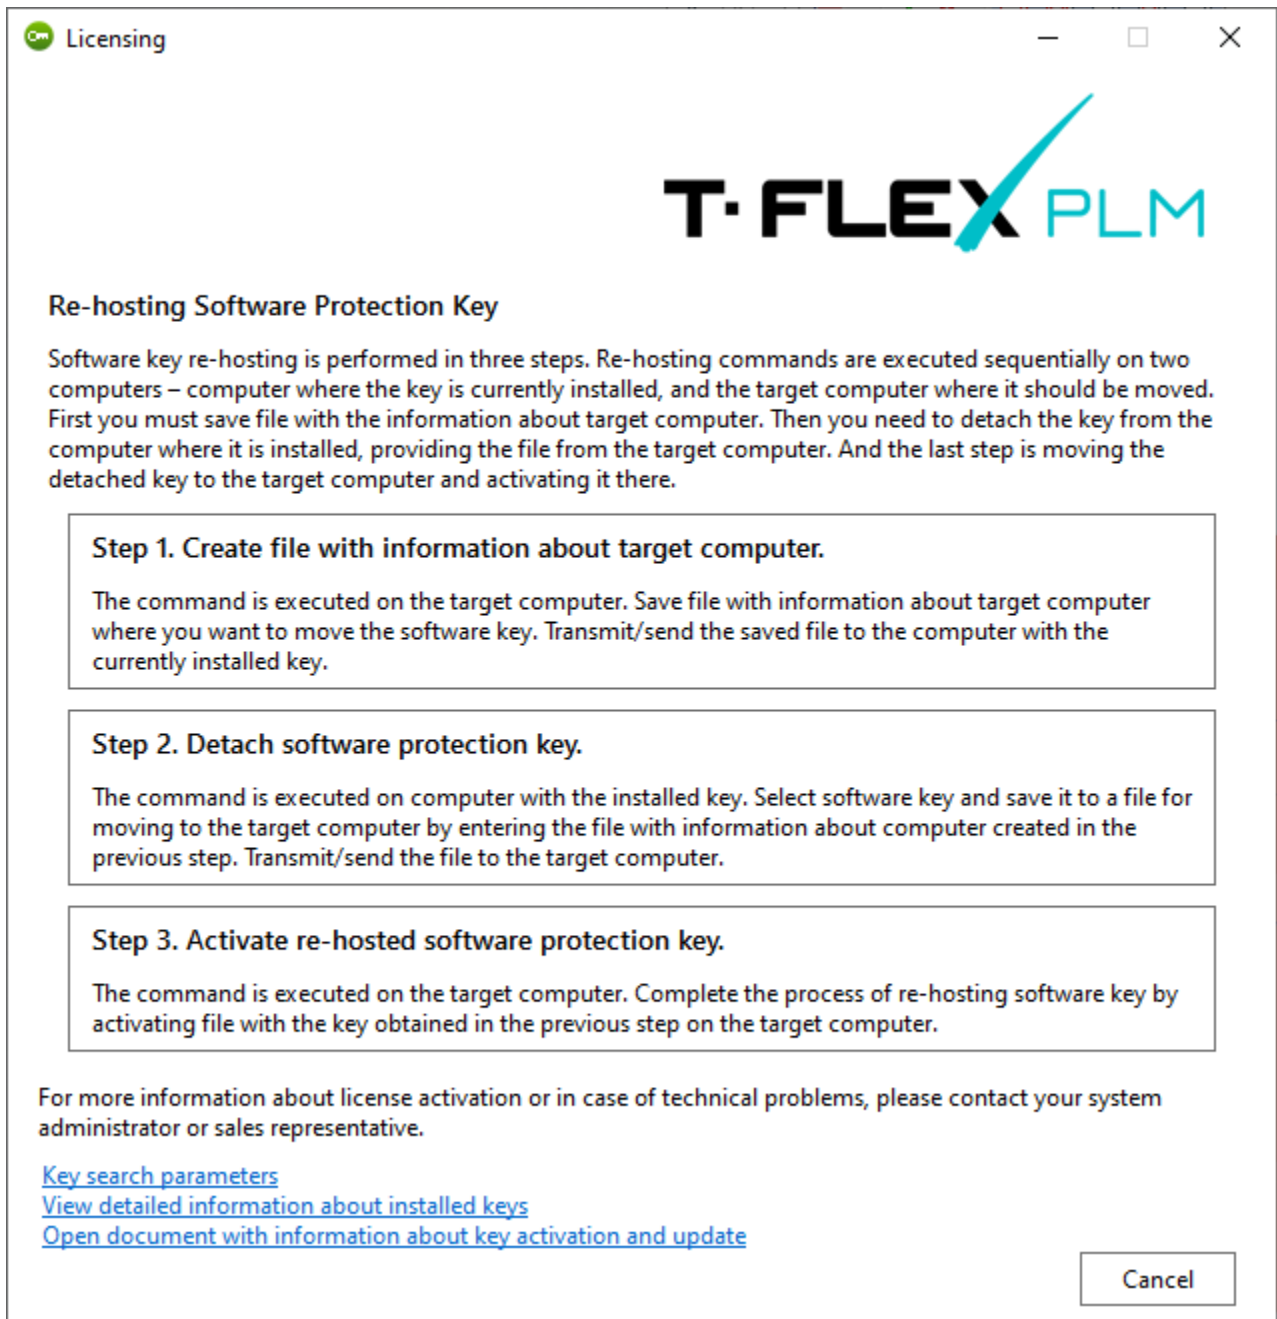 Licensing
T·FLEX PLM
Re-hosting Software Protection Key
Software key re-hosting is performed in three steps. Re-hosting commands are executed sequentially on two
computers – computer where the key is currently installed, and the target computer where it should be moved.
First you must save file with the information about target computer. Then you need to detach the key from the
computer where it is installed, providing the file from the target computer. And the last step is moving the
detached key to the target computer and activating it there.
Step 1. Create file with information about target computer.
The command is executed on the target computer. Save file with information about target computer
where you want to move the software key. Transmit/send the saved file to the computer with the
currently installed key.
Step 2. Detach software protection key.
The command is executed on computer with the installed key. Select software key and save it to a file for
moving to the target computer by entering the file with information about computer created in the
previous step. Transmit/send the file to the target computer.
Step 3. Activate re-hosted software protection key.
The command is executed on the target computer. Complete the process of re-hosting software key by
activating file with the key obtained in the previous step on the target computer.
For more information about license activation or in case of technical problems, please contact your system
administrator or sales representative.
Key search parameters
View detailed information about installed keys
Open document with information about key activation and update
Cancel